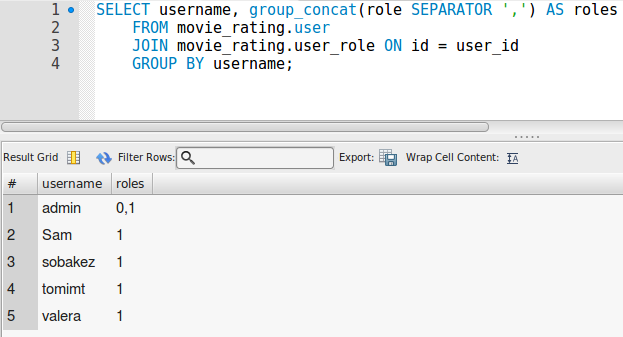 1 SELECT username, group_concat(role SEPARATOR ',') AS roles
2 FROM movie_rating.user
3 JOIN movie_rating.user_role ON id = user_id
4 GROUP BY username;
Result Grid Filter Rows: Export: Wrap Cell Content: IA
# username roles
1 admin 0,1
2 Sam 1
3 sobakez 1
4 tomimt 1
5 valera 1